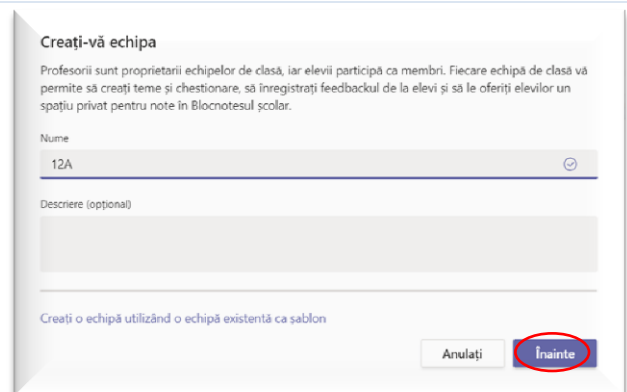 Creați-vă echipa
Profesorii sunt proprietarii echipelor de clasă, iar elevii participă ca membri. Fiecare echipă de clasă vă
permite să creați teme și chestionare, să înregistrați feedbackul de la elevi și să le oferiți elevilor un
spațiu privat pentru note în Blocnotesul școlar.
Nume
12A
Descriere (opțional)
Creați o echipă utilizând o echipă existentă ca șablon
Anulați
Înainte